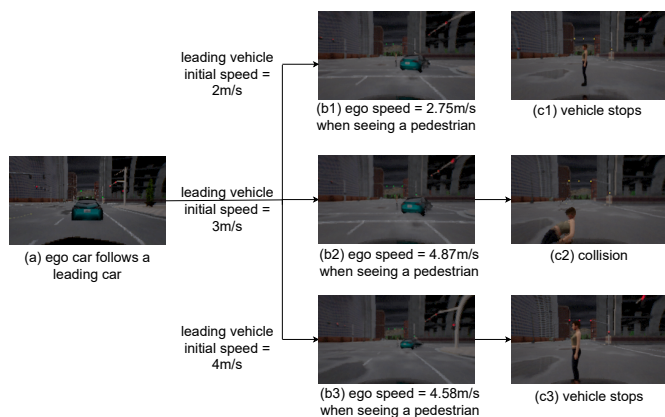 leading vehicle
initial speed =
2m/s
(b1) ego speed = 2.75m/s
when seeing a pedestrian
(c1) vehicle stops
(a) ego car follows a
leading car
leading vehicle
initial speed =
3m/s
(b2) ego speed = 4.87m/s
when seeing a pedestrian
(c2) collision
leading vehicle
initial speed =
4m/s
(b3) ego speed = 4.58m/s
when seeing a pedestrian
(c3) vehicle stops